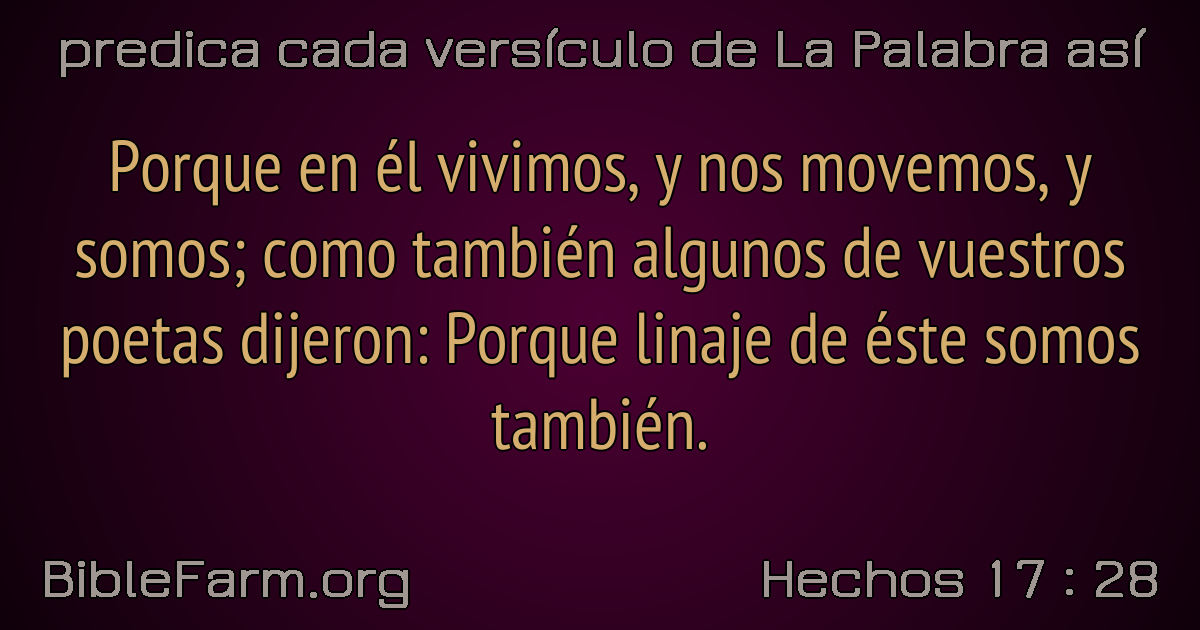 predica cada versículo de La Palabra así
Porque en él vivimos, y nos movemos, y
somos; como también algunos de vuestros
poetas dijeron: Porque linaje de éste somos
también.
BibleFarm.org
Hechos 17 : 28